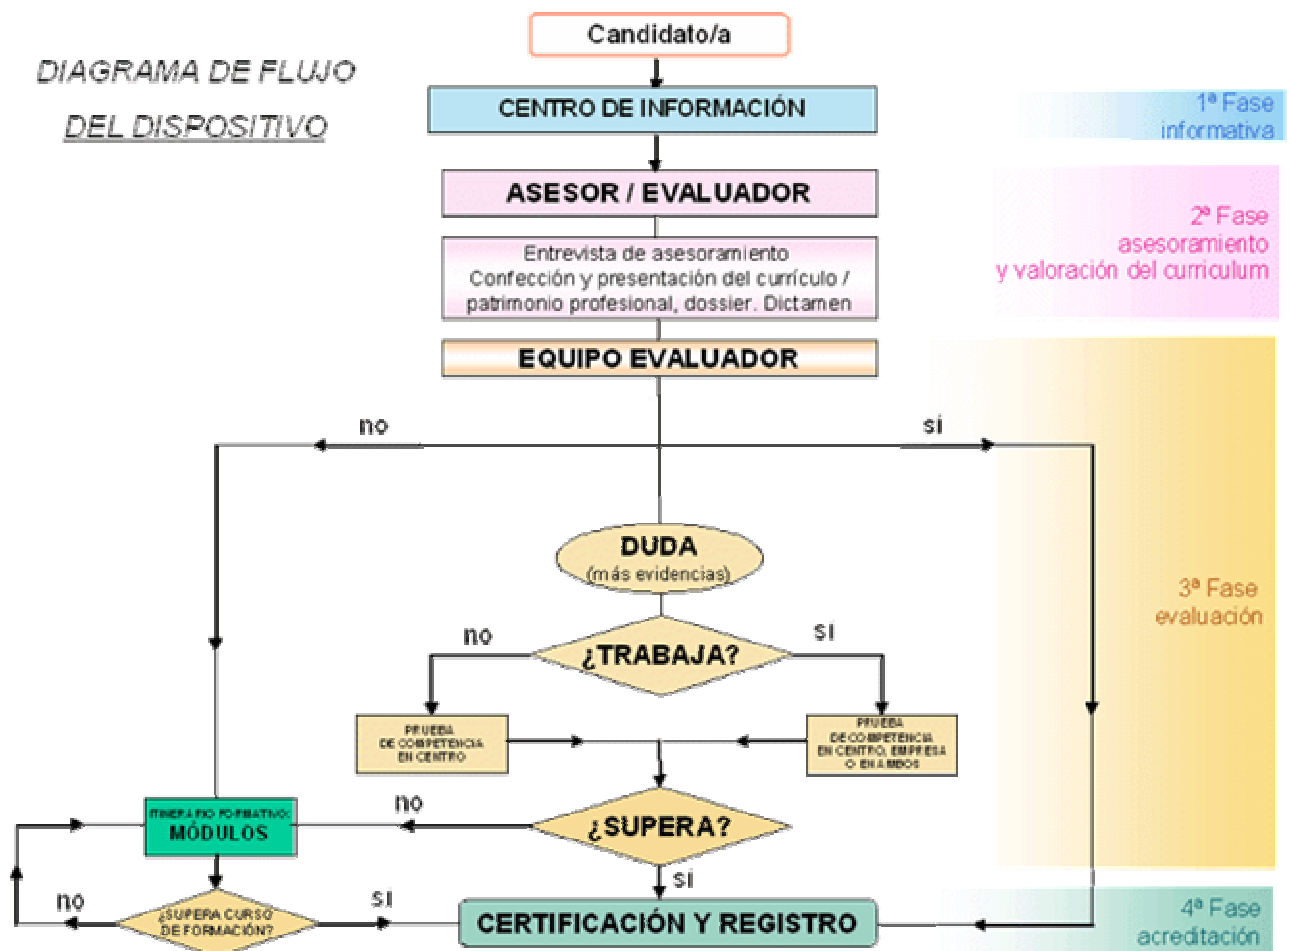 Candidato/a
DIAGRAMA DE FLUJO
DEL DISPOSITIVO
CENTRO DE INFORMACIÓN
1ª Fase
informativa
ASESOR / EVALUADOR
2ª Fase
asesoramiento
y valoración del curriculum
Entrevista de asesoramiento
Confección y presentación del currículo /
patrimonio profesional, dossier. Dictamen
EQUIPO EVALUADOR
no
sí
DUDA
(más evidencias)
3ª Fase
evaluación
no
SI
¿TRABAJA?
PRUEBA
DE COMPETENCIA
EN CENTRO
PRUEBA
DE COMPETENCIA
EN CENTRO, EMPRESA
O EN AMBOS
ITINERARIO FORMATIVO:
MÓDULOS
no
¿SUPERA?
sí
no
¿SUPERA CURSO
DE FORMACIÓN?
SI
CERTIFICACIÓN Y REGISTRO
4ª Fase
acreditación